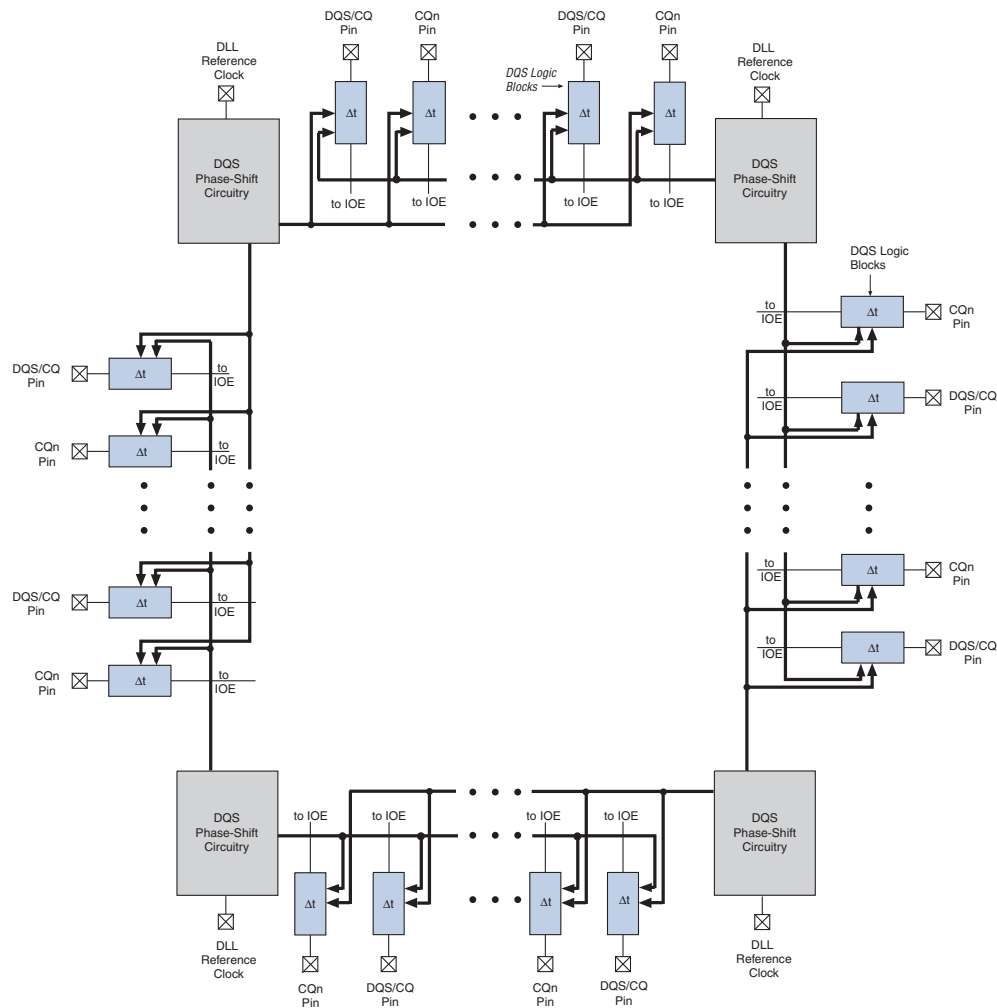 DQS/CQ
Pin
CQn
Pin
DQS/CQ
Pin
CQn
Pin
DLL
Reference
Clock
DQS Logic
Blocks
DLL
Reference
Clock
Δt
Δt
Δt
Δt
DQS
Phase-Shift
Circuitry
DQS
Phase-Shift
Circuitry
to IOE
to IOE
to IOE
to IOE
DQS Logic
Blocks
to
IOE
Δt
CQn
Pin
DQS/CQ
Pin
Δt
to
IOE
to
IOE
Δt
DQS/CQ
Pin
CQn
Pin
Δt
to
IOE
to
IOE
Δt
CQn
Pin
DQS/CQ
Pin
Δt
to
IOE
to
IOE
Δt
DQS/CQ
Pin
CQn
Pin
Δt
to
IOE
DQS
Phase-Shift
Circuitry
to IOE
to IOE
to IOE
to IOE
DQS
Phase-Shift
Circuitry
Δt
Δt
Δt
Δt
DLL
Reference
Clock
DLL
Reference
Clock
CQn
Pin
DQS/CQ
Pin
CQn
Pin
DQS/CQ
Pin